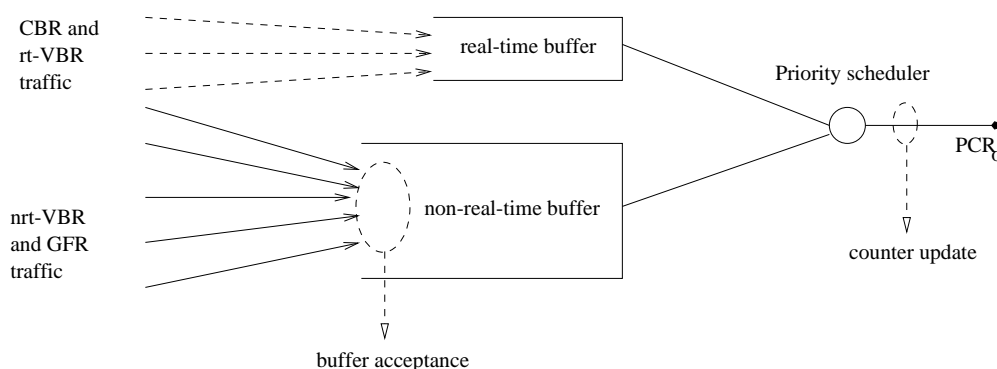 CBR and
rt-VBR
traffic
real-time buffer
Priority scheduler
PCR0
nrt-VBR
and GFR
traffic
non-real-time buffer
counter update
buffer acceptance